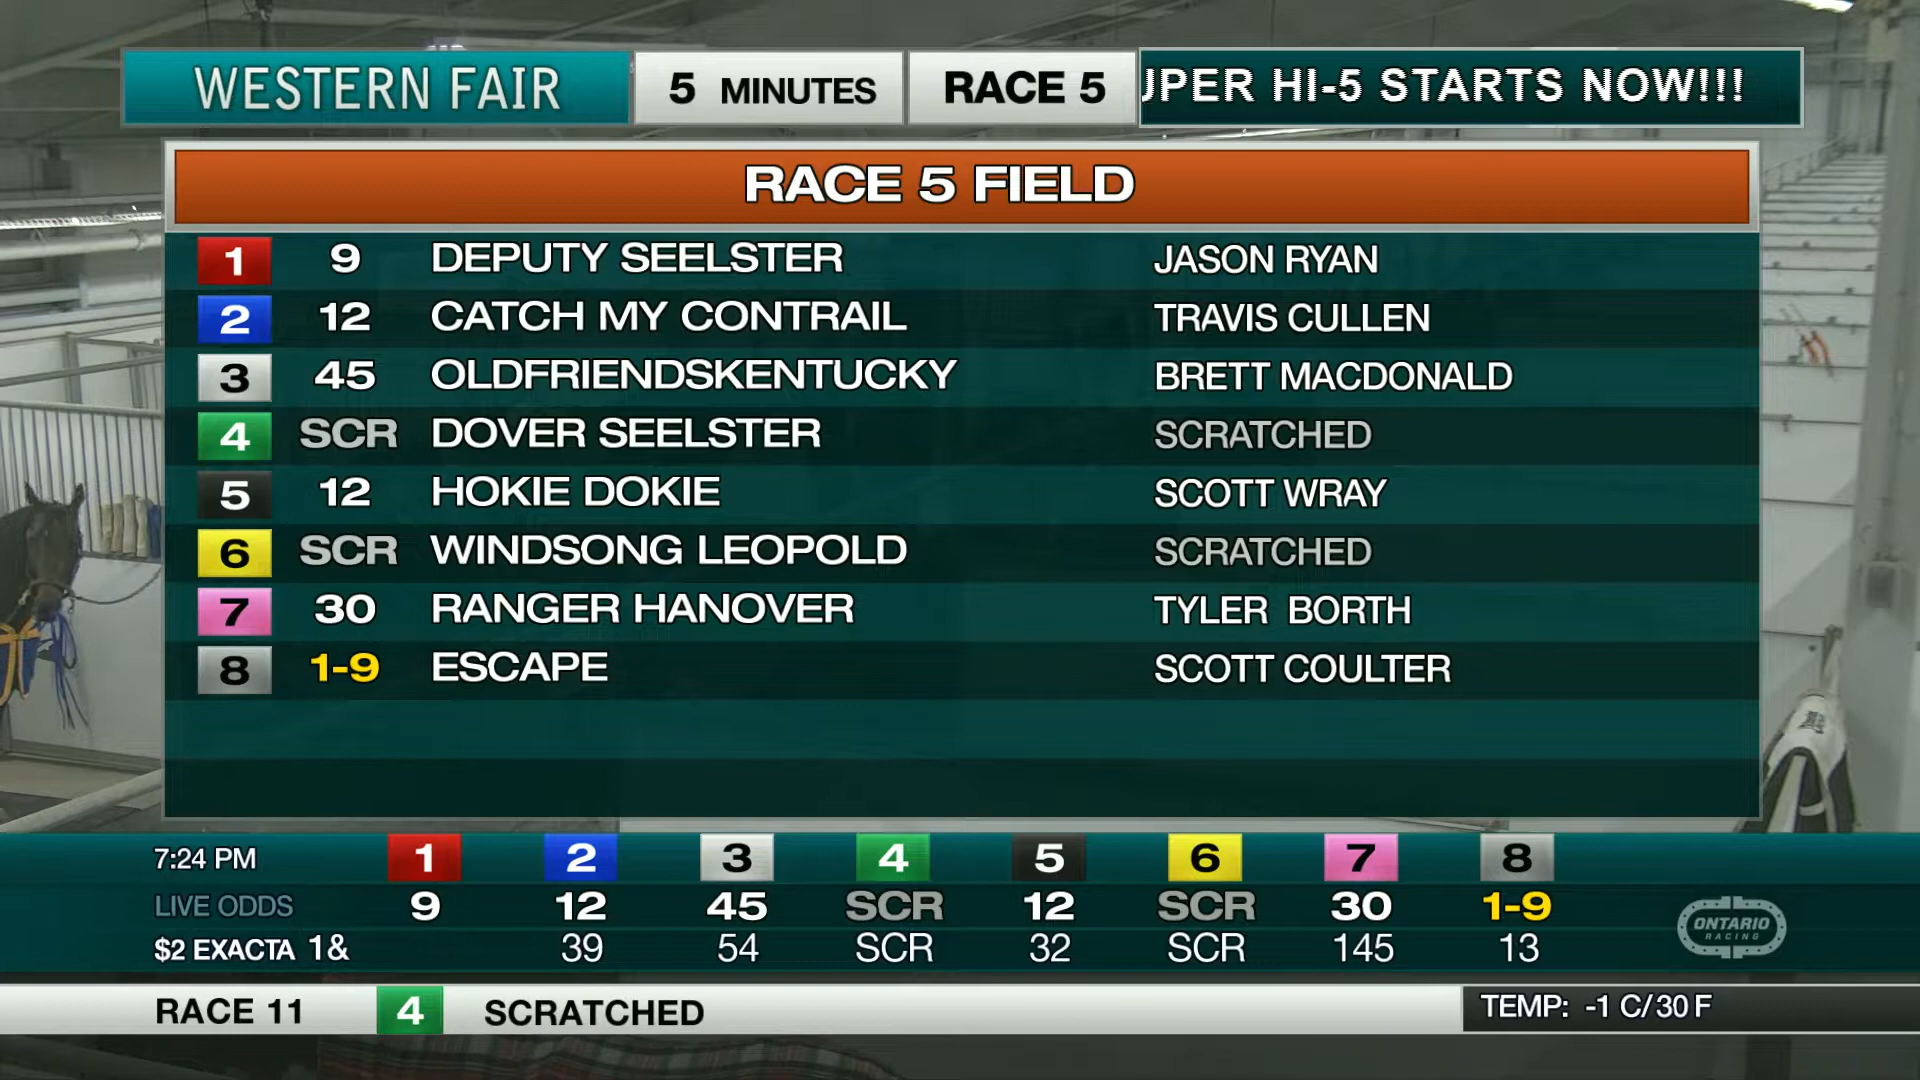 WESTERN FAIR 5 MINUTES RACE 5 UPER HI-5 STARTS NOW!!!
RACE 5 FIELD
1 9 DEPUTY SEELSTER JASON RYAN
2 12 CATCH MY CONTRAIL TRAVIS CULLEN
3 45 OLDFRIENDSKENTUCKY BRETT MACDONALD
4 SCR DOVER SEELSTER SCRATCHED
5 12 HOKIE DOKIE SCOTT WRAY
6 SCR WINDSONG LEOPOLD SCRATCHED
7 30 RANGER HANOVER TYLER BORTH
8 1-9 ESCAPE SCOTT COULTER
7:24 PM 1 2 3 4 5 6 7 8
LIVE ODDS 9 12 45 SCR 12 SCR 30 1-9
$2 EXACTA 1& 39 54 SCR 32 SCR 145 13
ONTARIO
RACING
RACE 11 4 SCRATCHED TEMP: -1 C/30 F